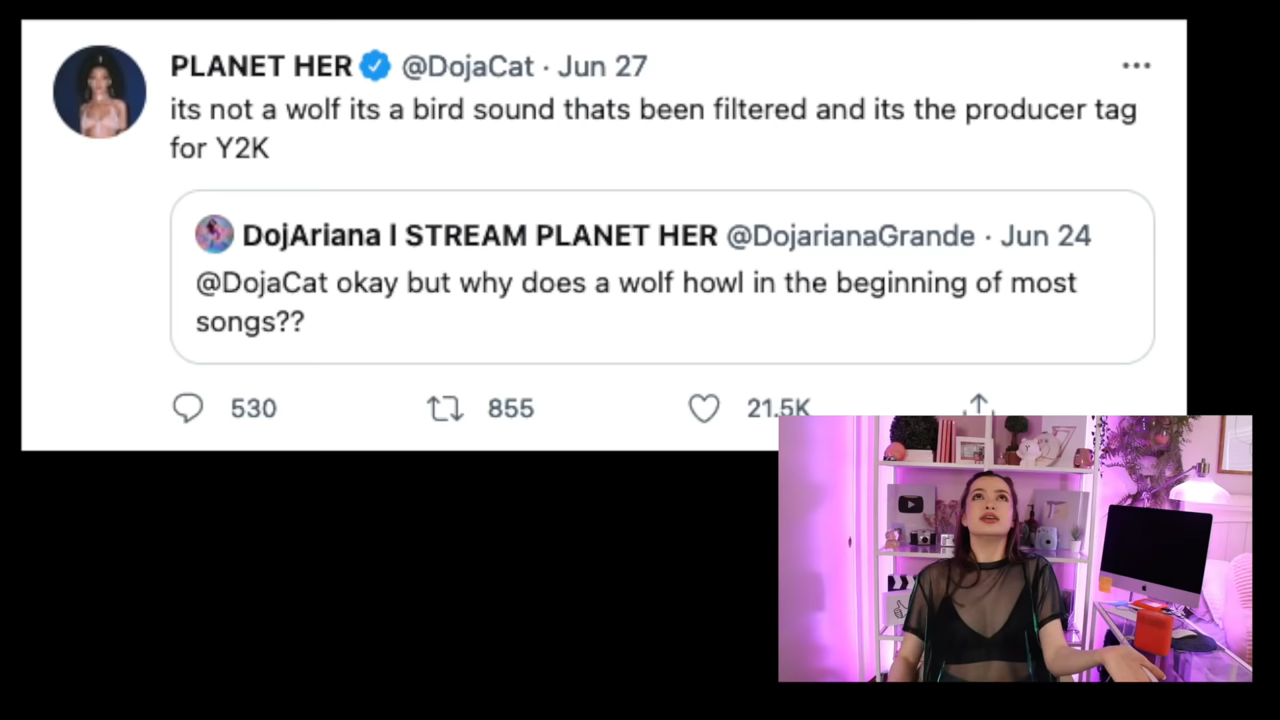 PLANET HER @DojaCat · Jun 27
its not a wolf its a bird sound thats been filtered and its the producer tag
for Y2K
DojAriana l STREAM PLANET HER @DojarianaGrande · Jun 24
@DojaCat okay but why does a wolf howl in the beginning of most
songs??
530 855 21.5K